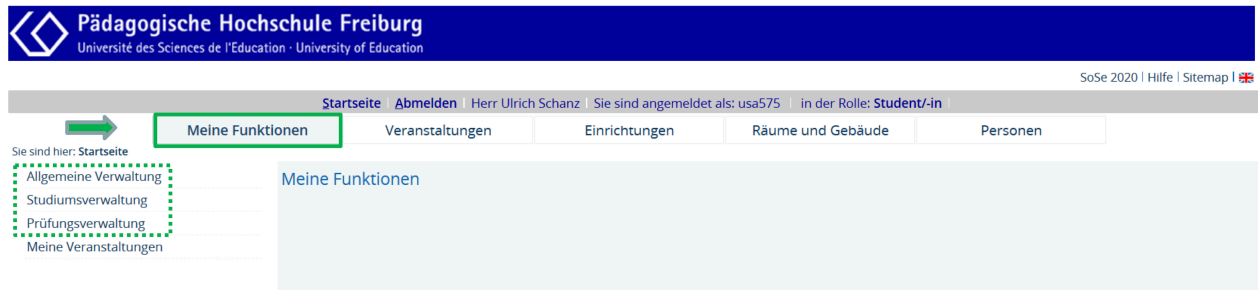 Pädagogische Hochschule Freiburg
Université des Sciences de l'Education · University of Education
SoSe 2020 | Hilfe | Sitemap |
Startseite | Abmelden | Herr Ulrich Schanz | Sie sind angemeldet als: usa575 | in der Rolle: Student/-in |
Meine Funktionen Veranstaltungen Einrichtungen Räume und Gebäude Personen
Sie sind hier: Startseite
Allgemeine Verwaltung
Meine Funktionen
Studiumsverwaltung
Prüfungsverwaltung
Meine Veranstaltungen